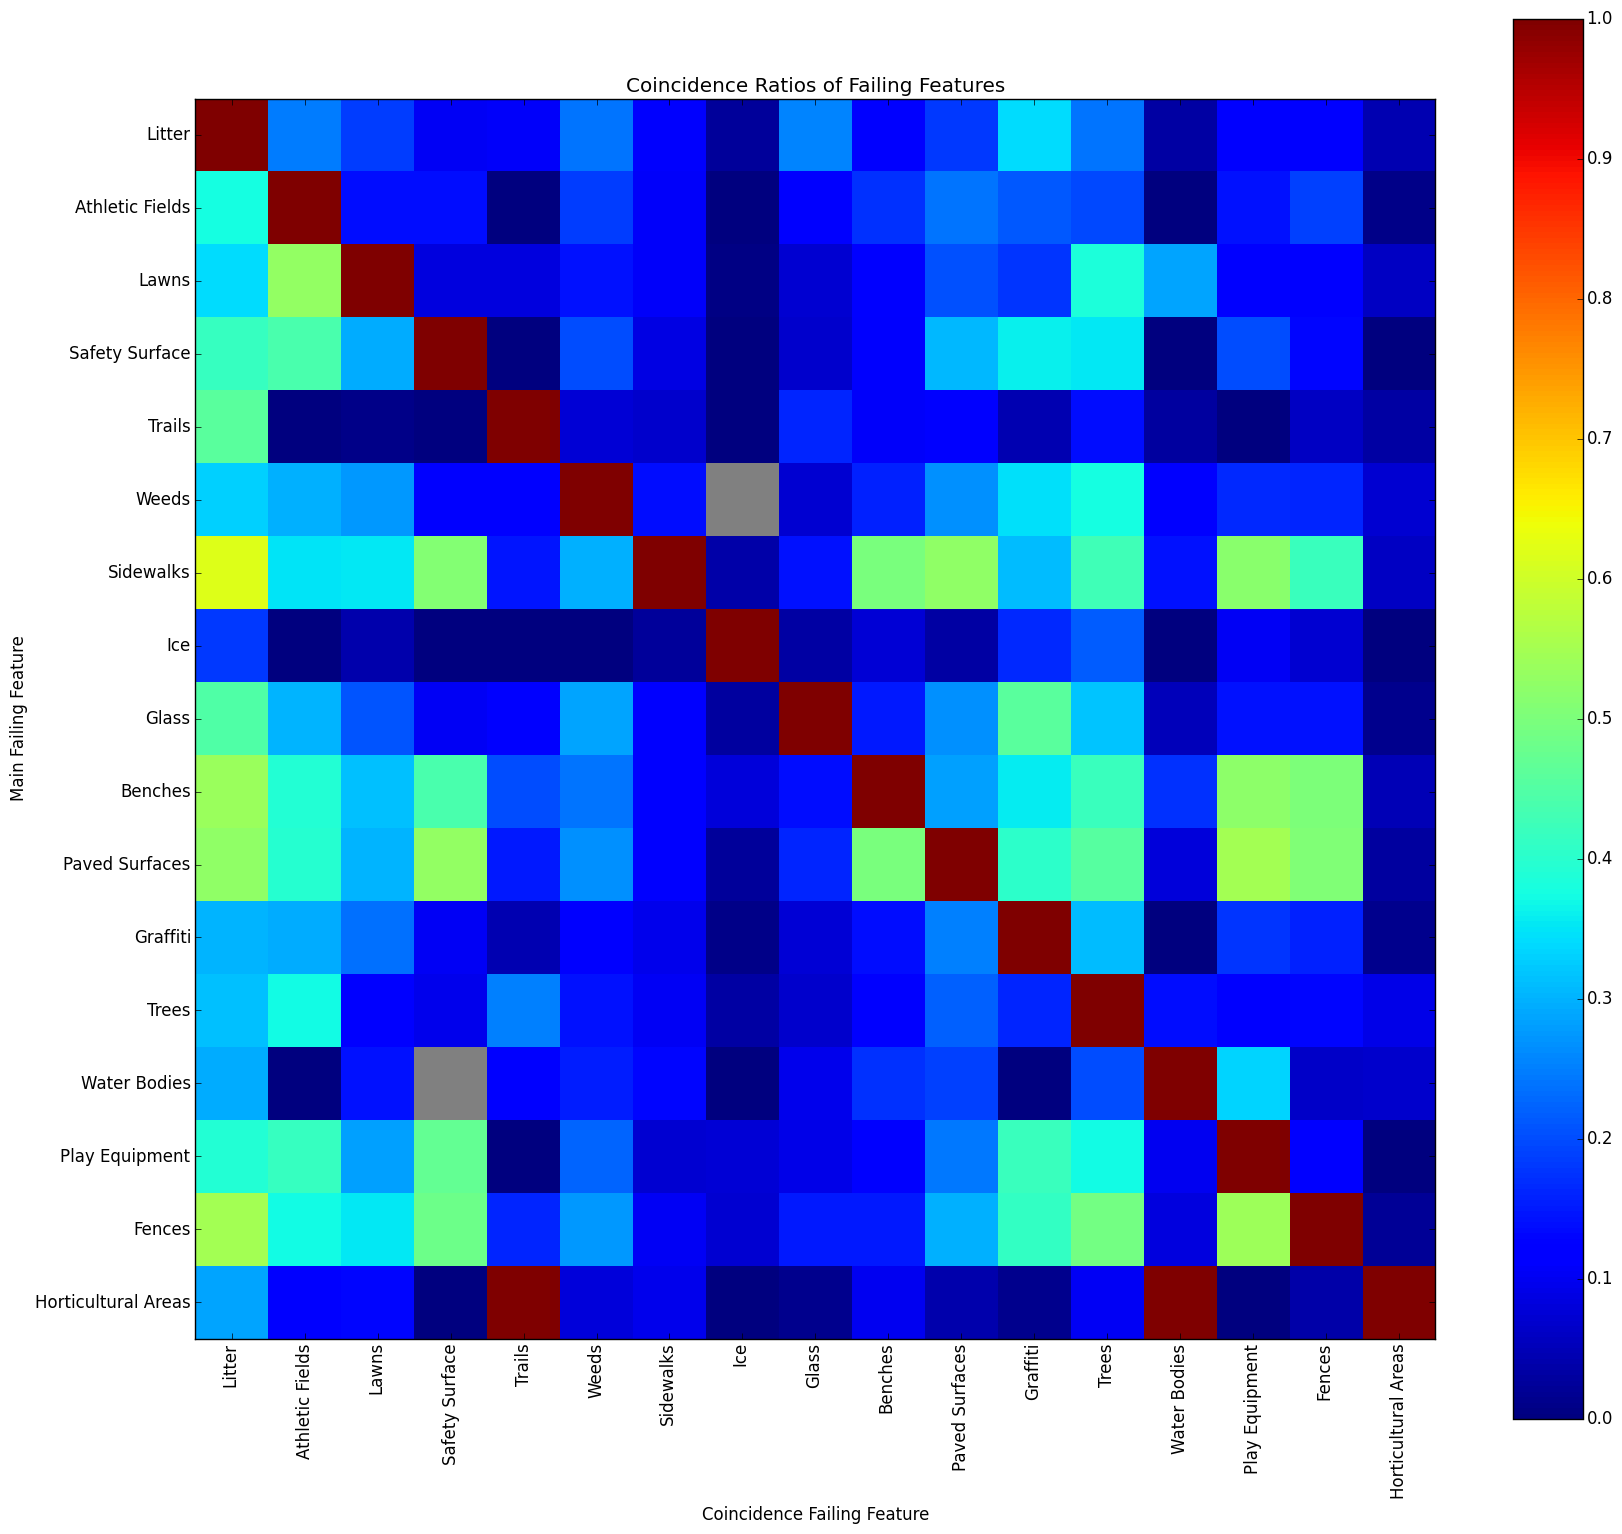 Coincidence Ratios of Failing Features
Main Failing Feature
Litter
Athletic Fields
Lawns
Safety Surface
Trails
Weeds
Sidewalks
Ice
Glass
Benches
Paved Surfaces
Graffiti
Trees
Water Bodies
Play Equipment
Fences
Horticultural Areas
Litter
Athletic Fields
Lawns
Safety Surface
Trails
Weeds
Sidewalks
Ice
Glass
Benches
Paved Surfaces
Graffiti
Trees
Water Bodies
Play Equipment
Fences
Horticultural Areas
Coincidence Failing Feature
1.0
0.9
0.8
0.7
0.6
0.5
0.4
0.3
0.2
0.1
0.0